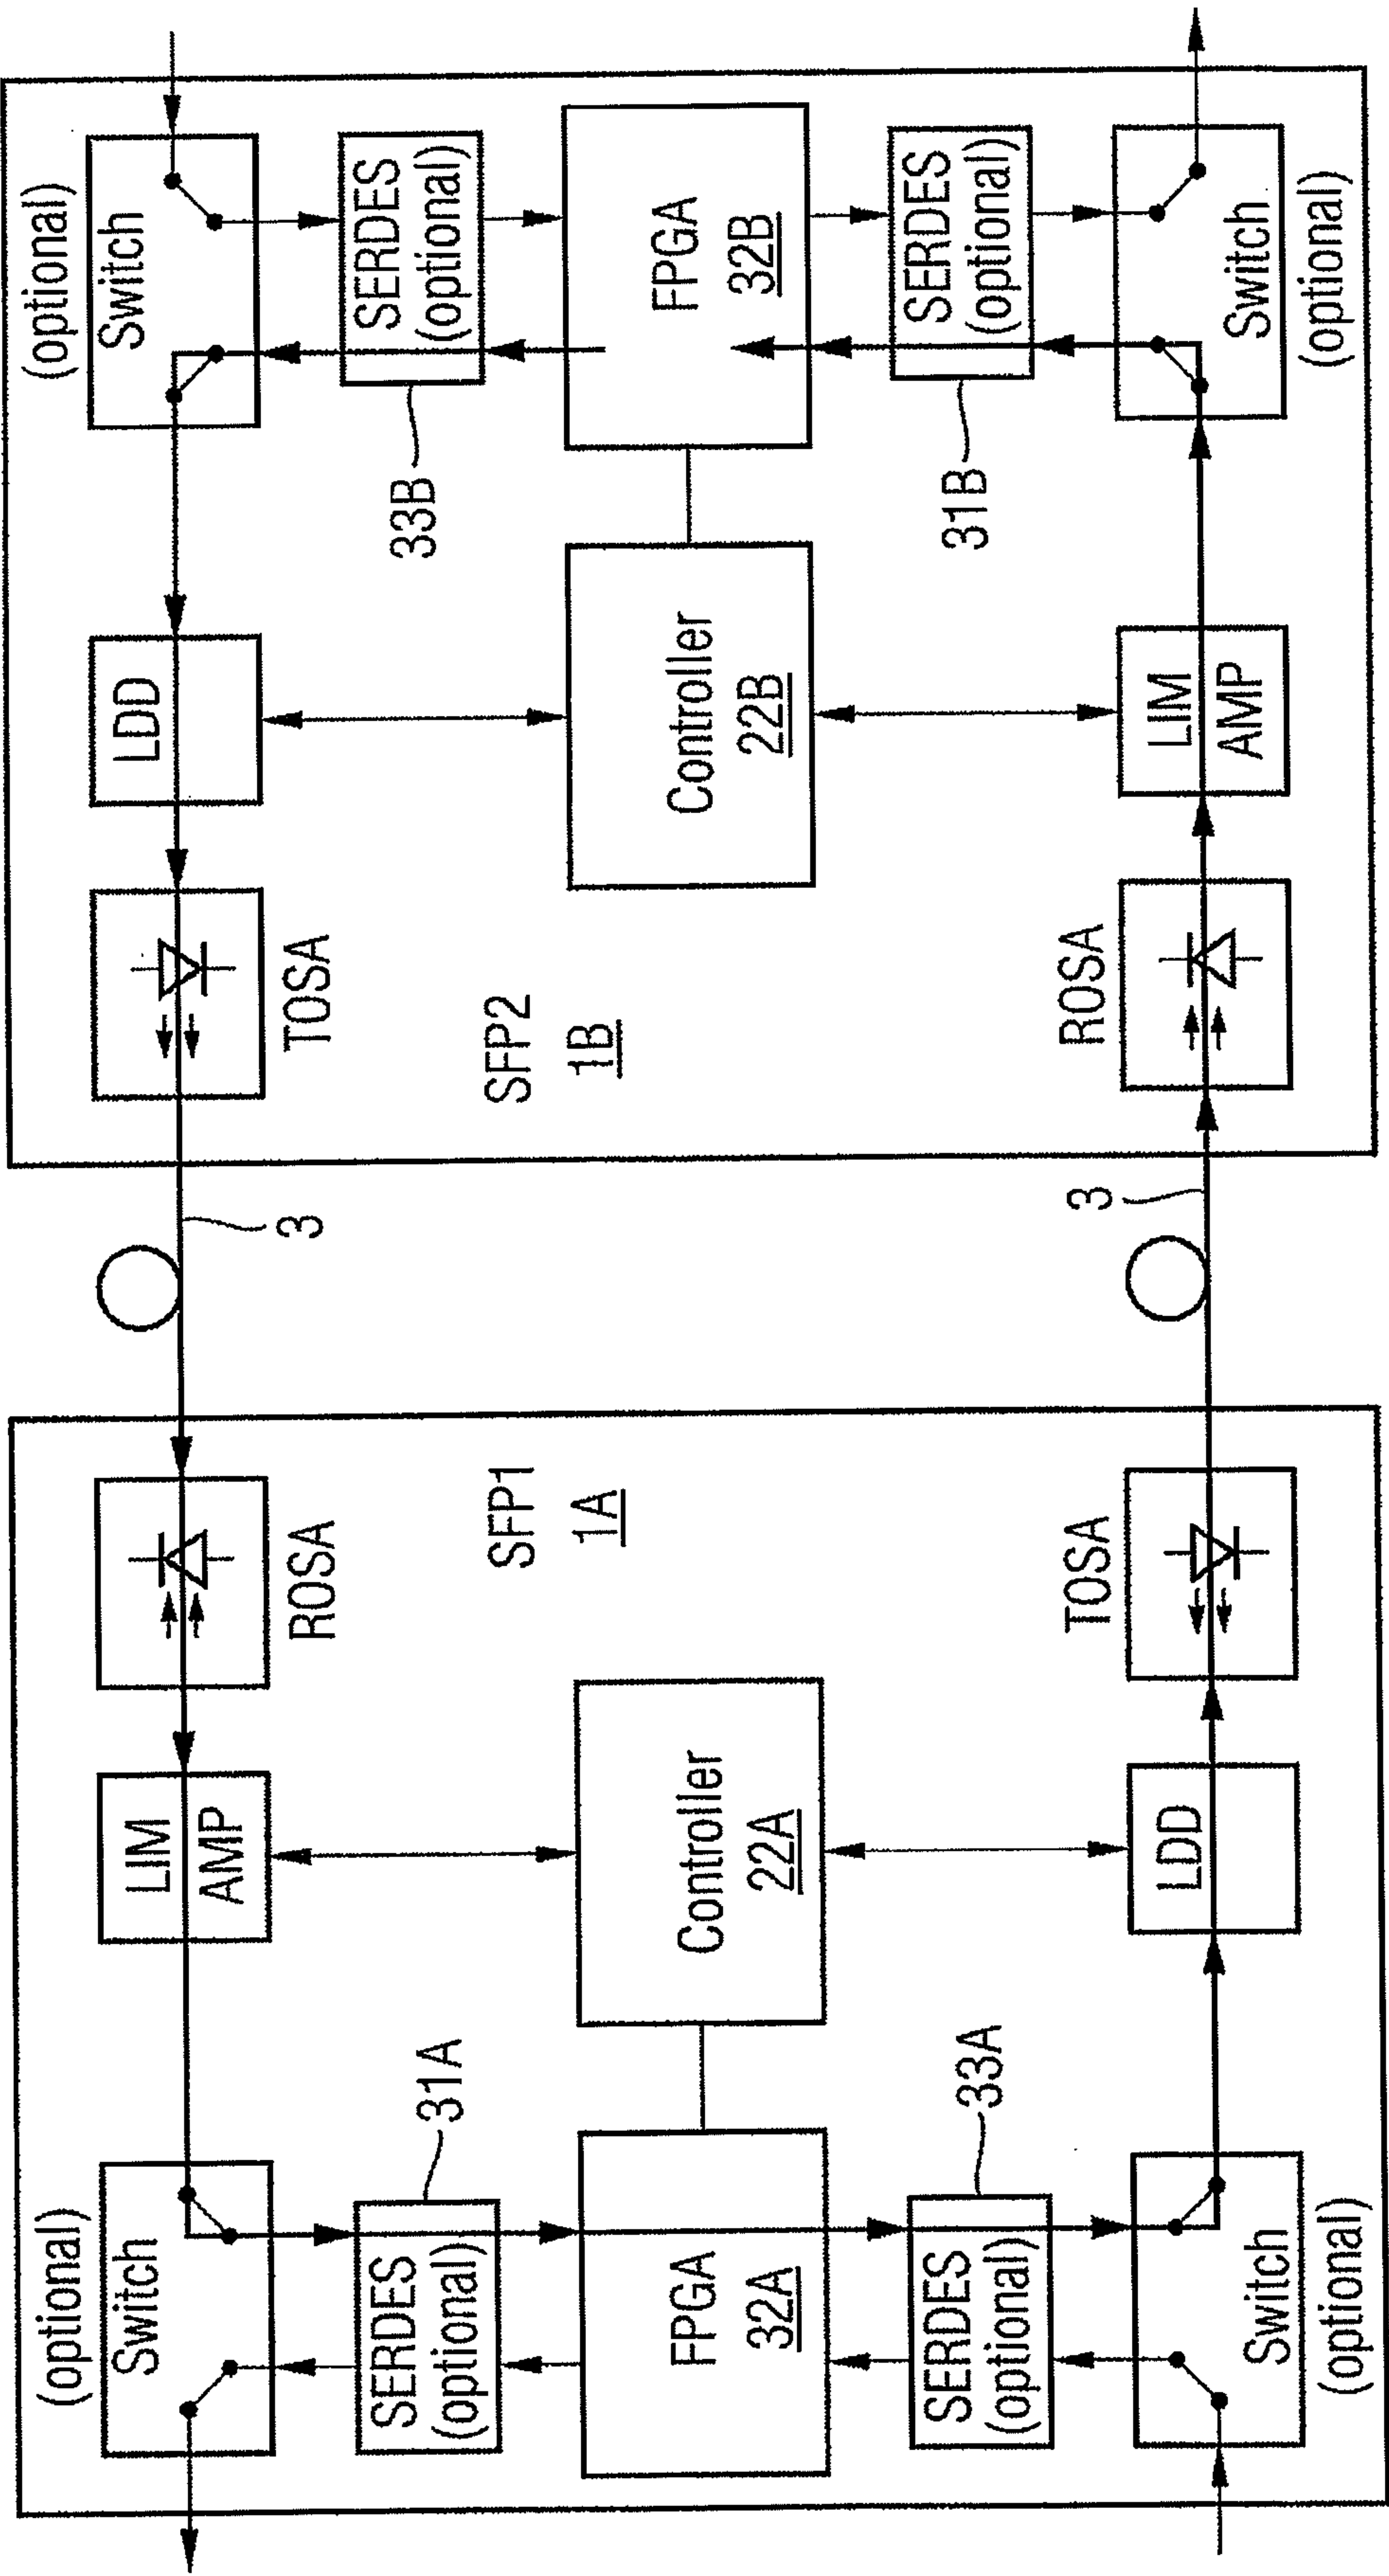 (optional)
Switch
SERDES
(optional)
31A
FPGA
32A
SERDES
(optional)
33A
Switch
(optional)
LIM
AMP
Controller
22A
LDD
ROSA
SFP1
1A
TOSA
3
3
TOSA
SFP2
1B
ROSA
LDD
Controller
22B
LIM
AMP
(optional)
Switch
SERDES
(optional)
33B
FPGA
32B
SERDES
(optional)
31B
Switch
(optional)